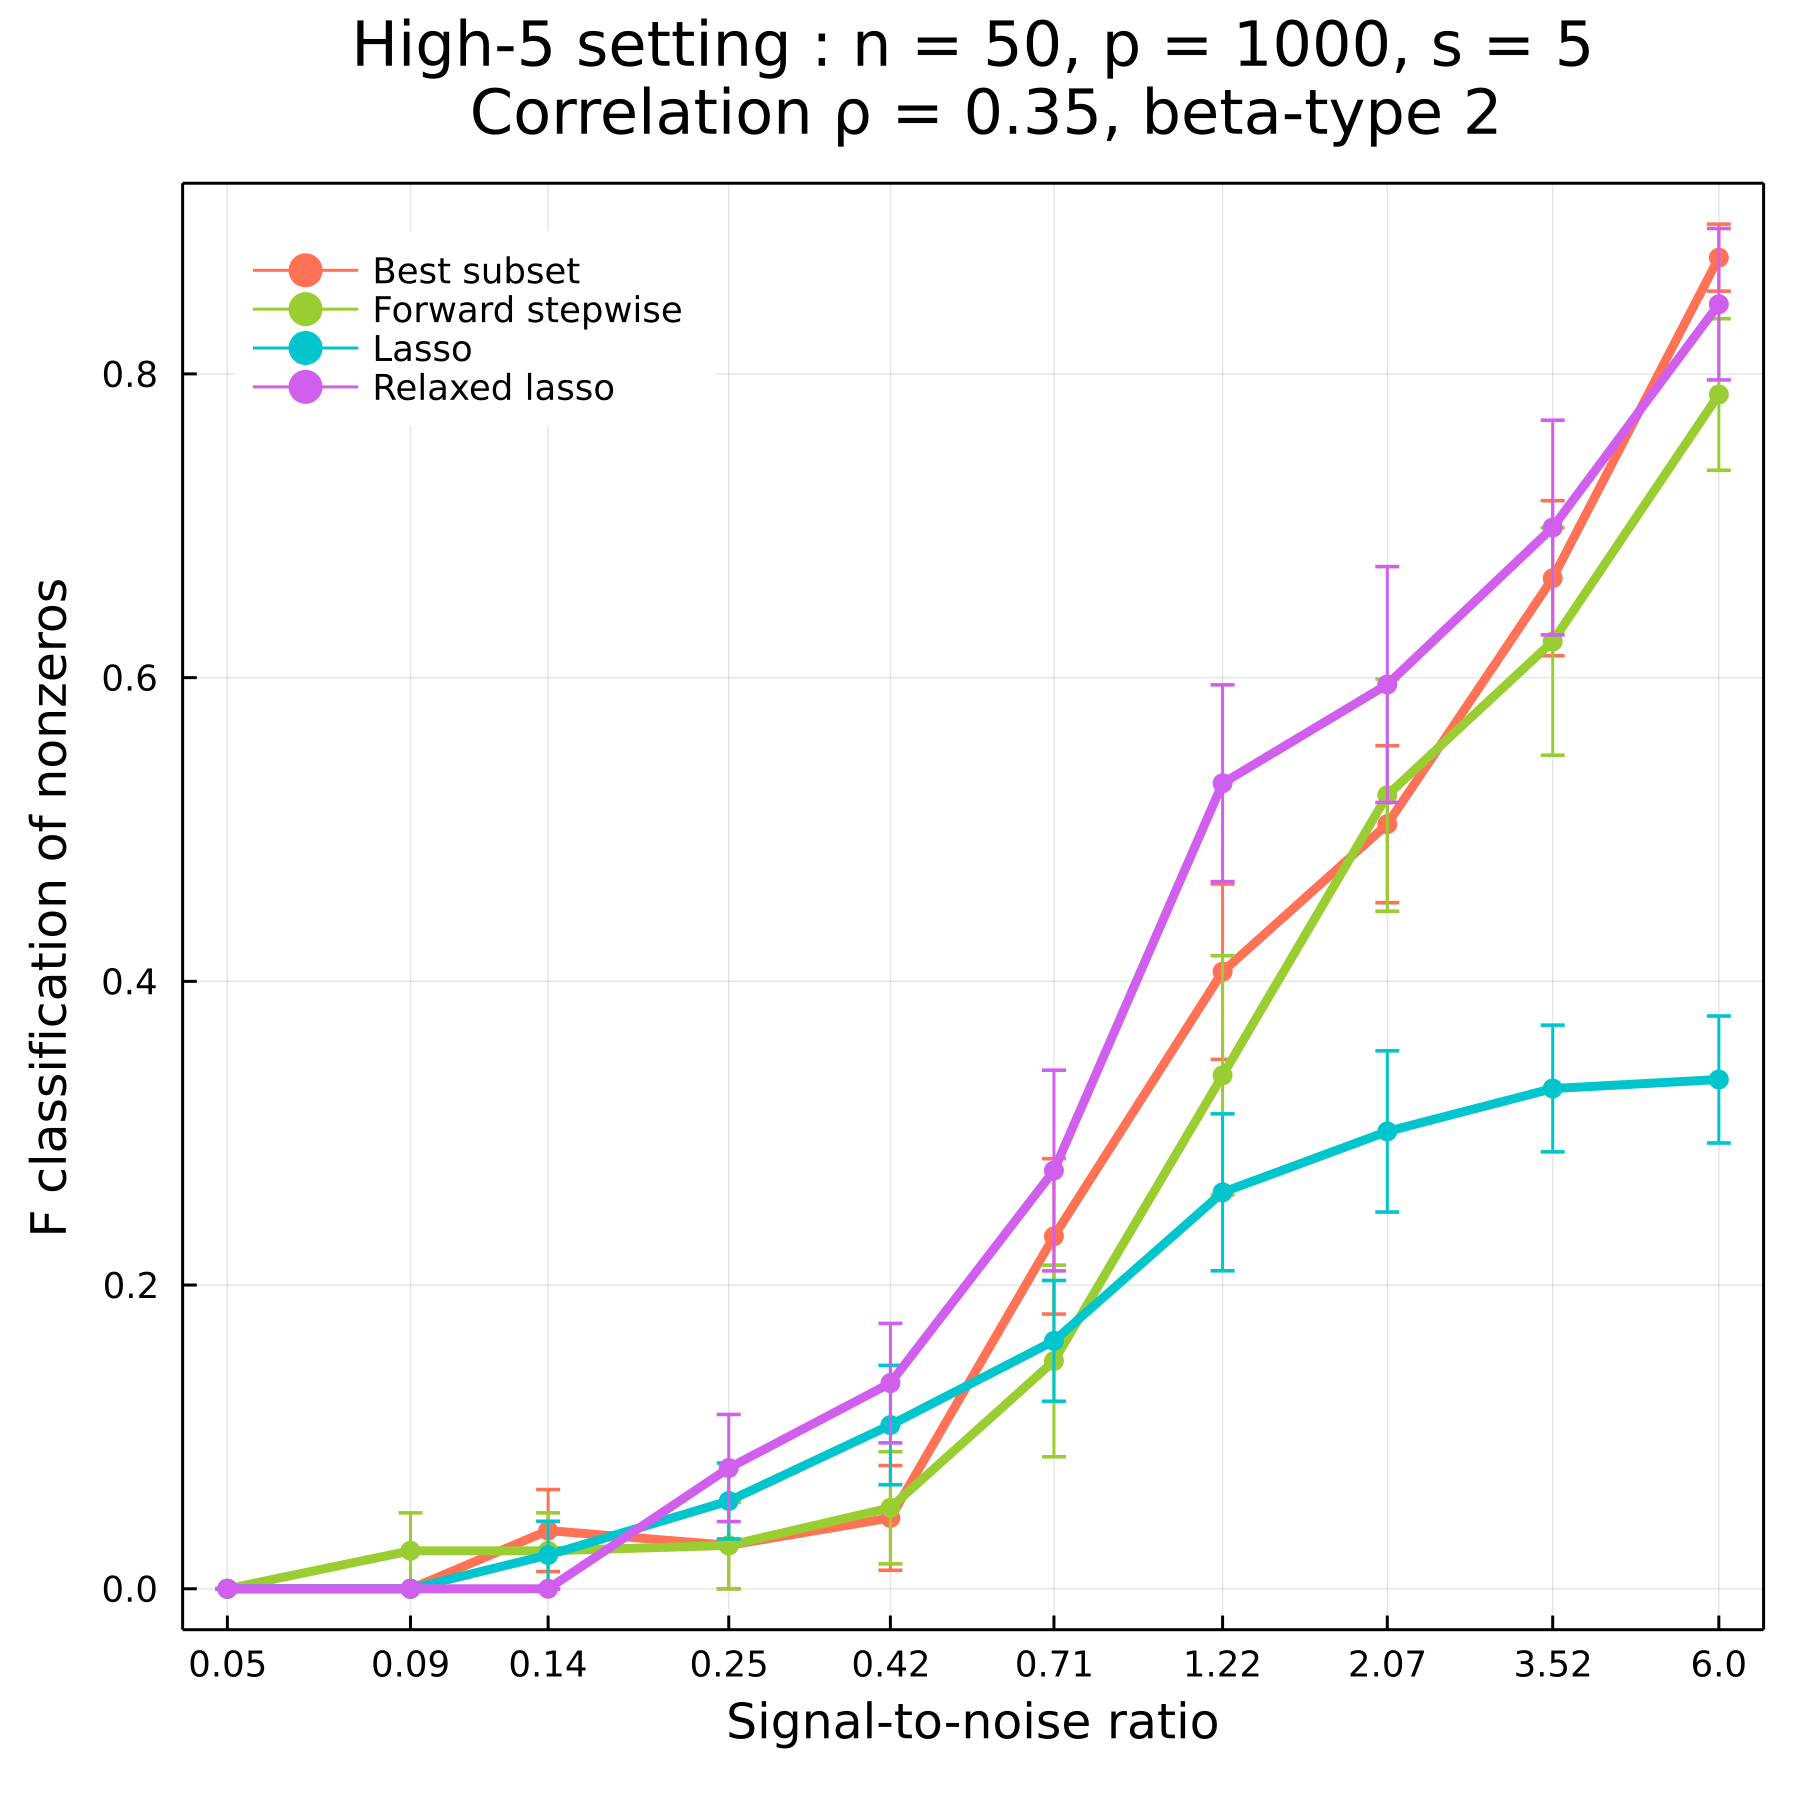 High-5 setting : n = 50, p = 1000, s = 5
Correlation ρ = 0.35, beta-type 2
Best subset
Forward stepwise
Lasso
Relaxed lasso
F classification of nonzeros
0.8
0.6
0.4
0.2
0.0
0.05 0.09 0.14 0.25 0.42 0.71 1.22 2.07 3.52 6.0
Signal-to-noise ratio